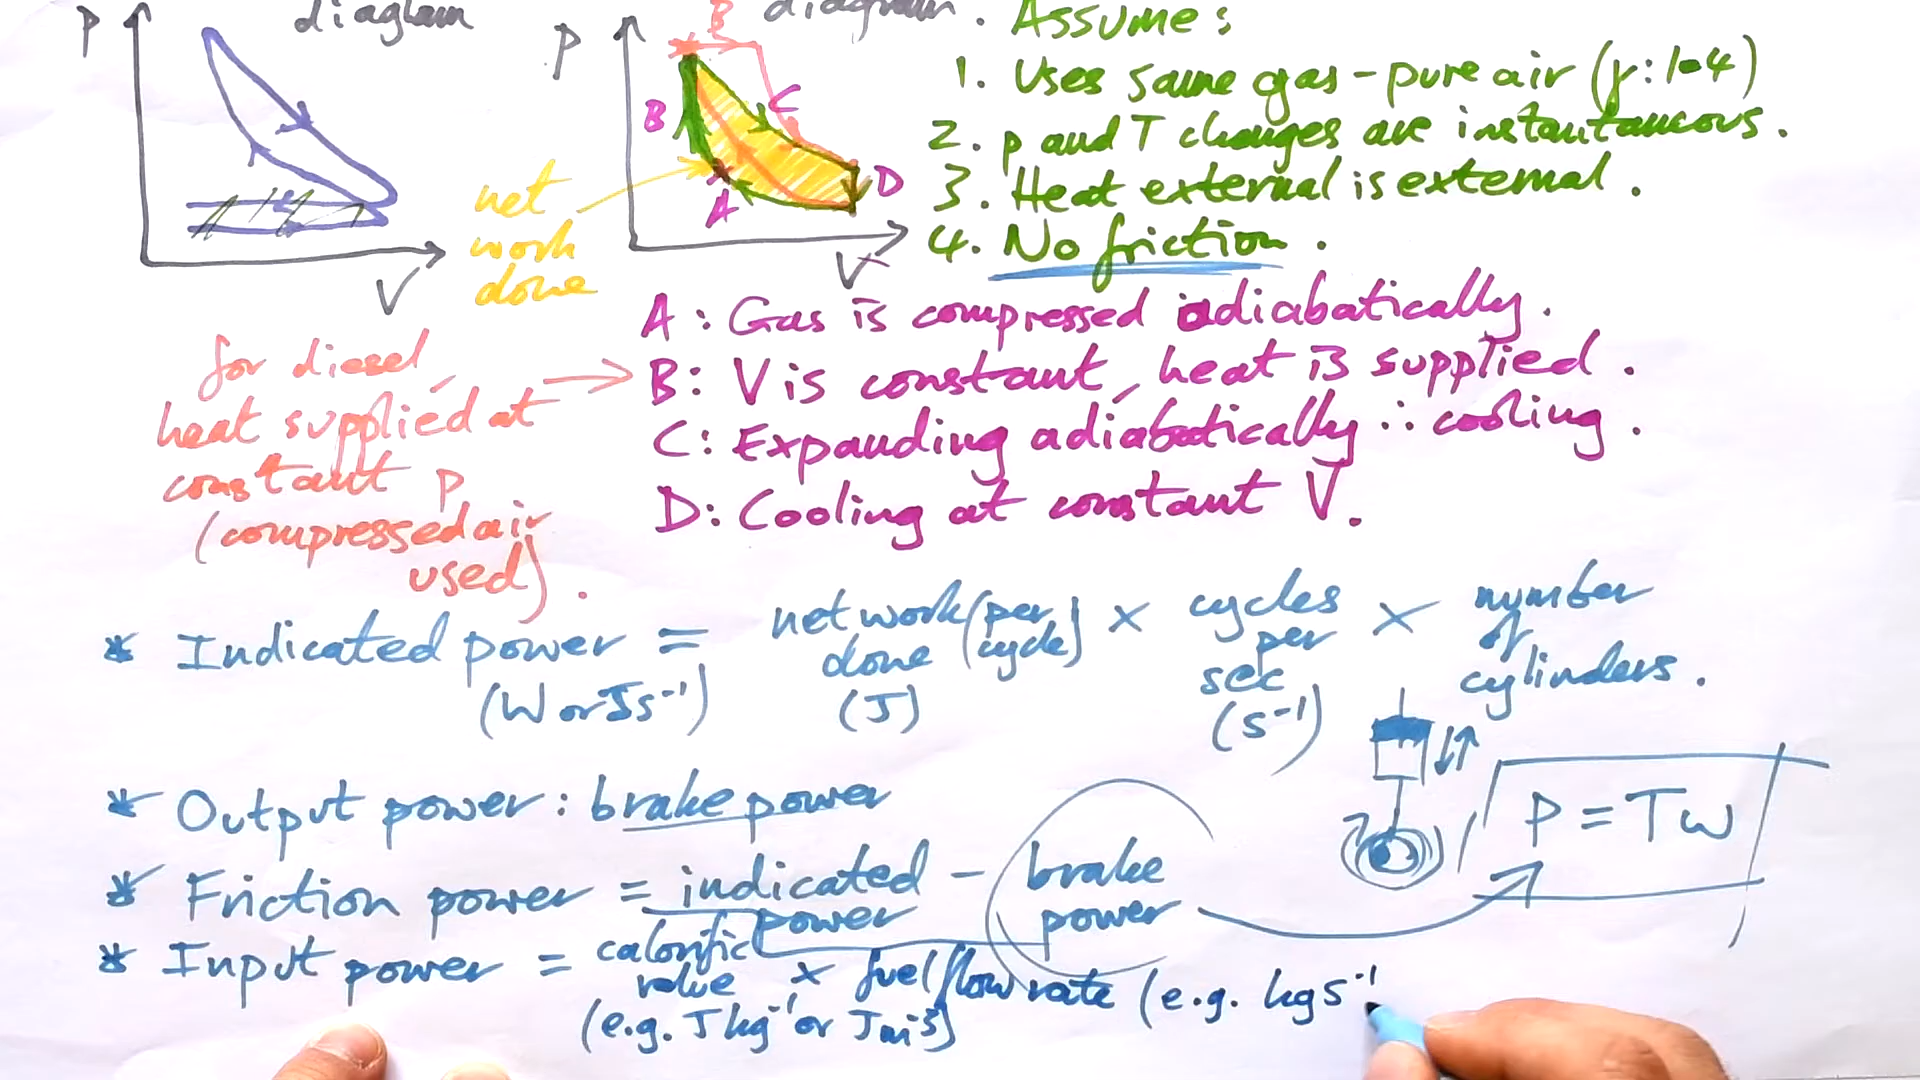 diagram
diagram.
P
V
P
V
B
B
C
A
D
net
work
done
Assume:
1. Uses same gas - pure air (γ: 1.4)
2. p and T changes are instantaneous.
3. Heat external is external.
4. No friction.
A: Gas is compressed adiabatically.
B: V is constant, heat is supplied.
C: Expanding adiabatically ∴ cooling.
D: Cooling at constant V.
for diesel,
heat supplied at
constant p
(compressed air
used).
* Indicated power = net work done (per cycle) × cycles per sec × number of cylinders.
(W or Js⁻¹) (J) (s⁻¹)
* Output power: brake power
* Friction power = indicated power - brake power
P = Tω
* Input power = calorific value × fuel flow rate (e.g. kgs⁻¹
(e.g. Jkg⁻¹ or Jm⁻³)